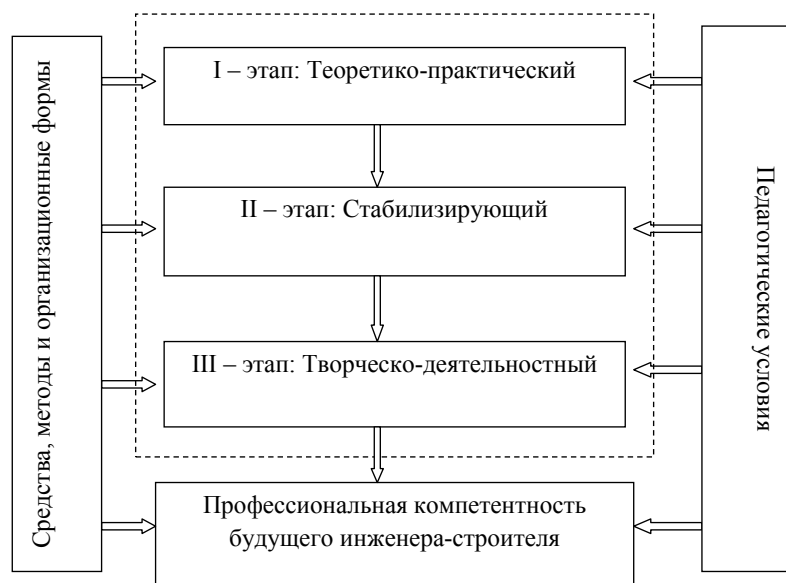 Средства, методы и организационные формы
I – этап: Теоретико-практический
II – этап: Стабилизирующий
III – этап: Творческо-деятельностный
Профессиональная компетентность
будущего инженера-строителя
Педагогические условия